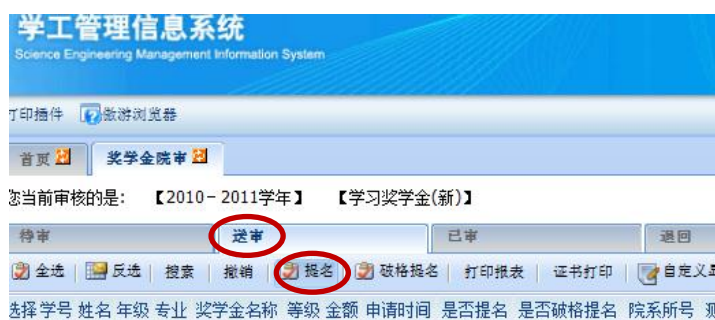 学工管理信息系统
Science Engineering Management Information System
打印插件 傲游浏览器
首页 奖学金院审
您当前审核的是: 【2010-2011学年】 【学习奖学金(新)】
待审 送审 已审 退回
全选 反选 搜索 撤销 提名 破格提名 打印报表 证书打印 自定义
选择 学号 姓名 年级 专业 奖学金名称 等级 金额 申请时间 是否提名 是否破格提名 院系所号